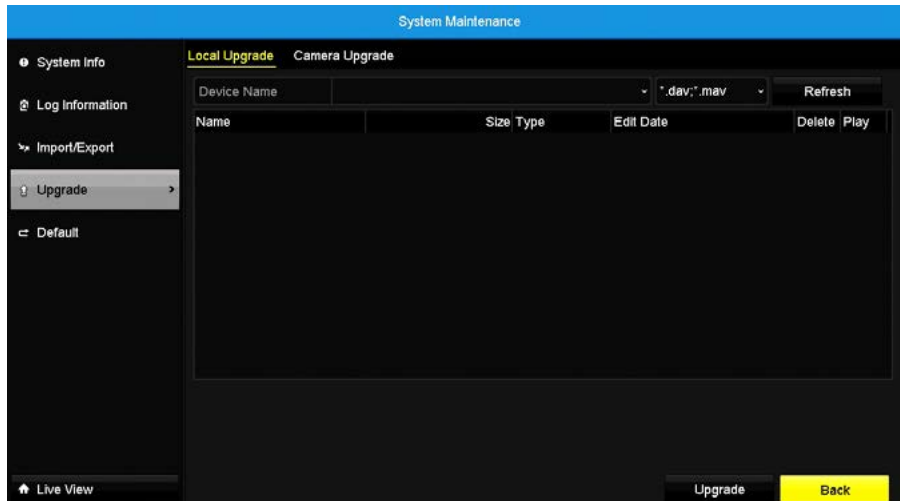 System Maintenance
System Info
Log Information
Import/Export
Upgrade
Default
Live View
Local Upgrade Camera Upgrade
Device Name *.dav;*.mav Refresh
Name Size Type Edit Date Delete Play
Upgrade Back